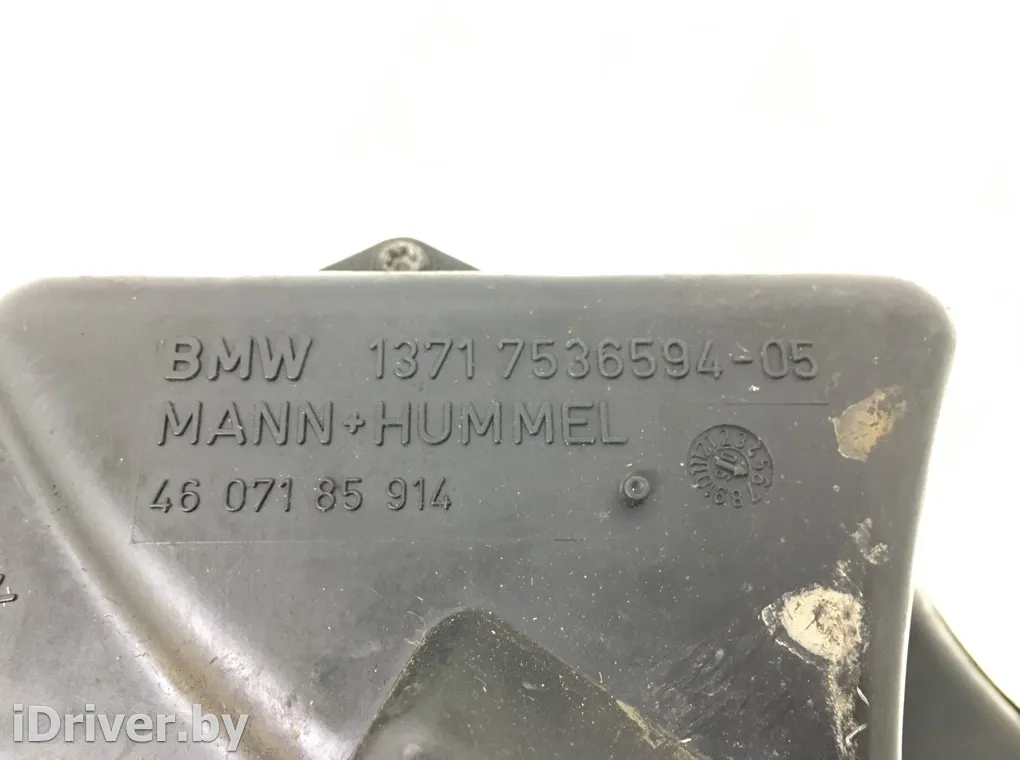 BMW 1371 7536594-05
MANN+HUMMEL
46 071 85 914
iDriver.by